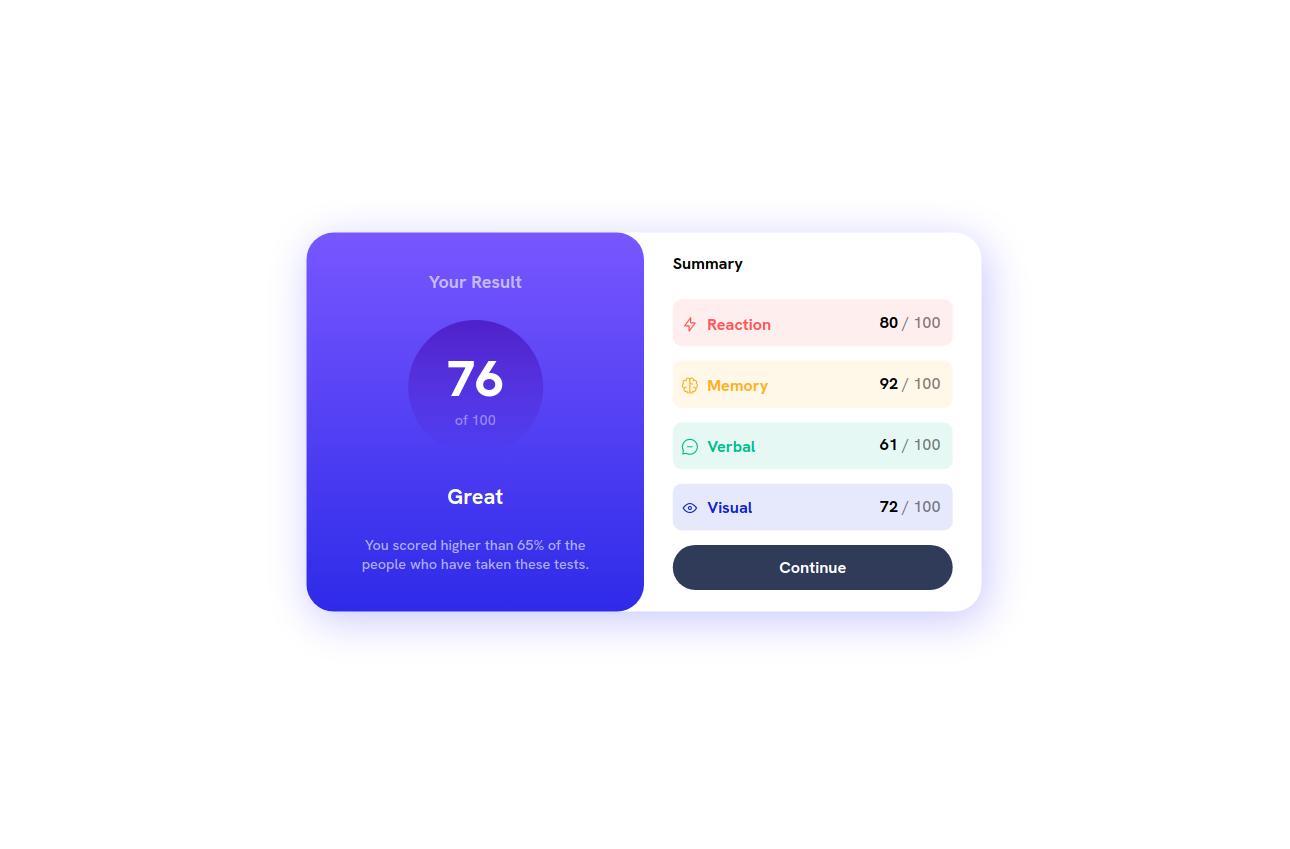 Your Result
76
of 100
Great
You scored higher than 65% of the
people who have taken these tests.
Summary
Reaction 80 / 100
Memory 92 / 100
Verbal 61 / 100
Visual 72 / 100
Continue